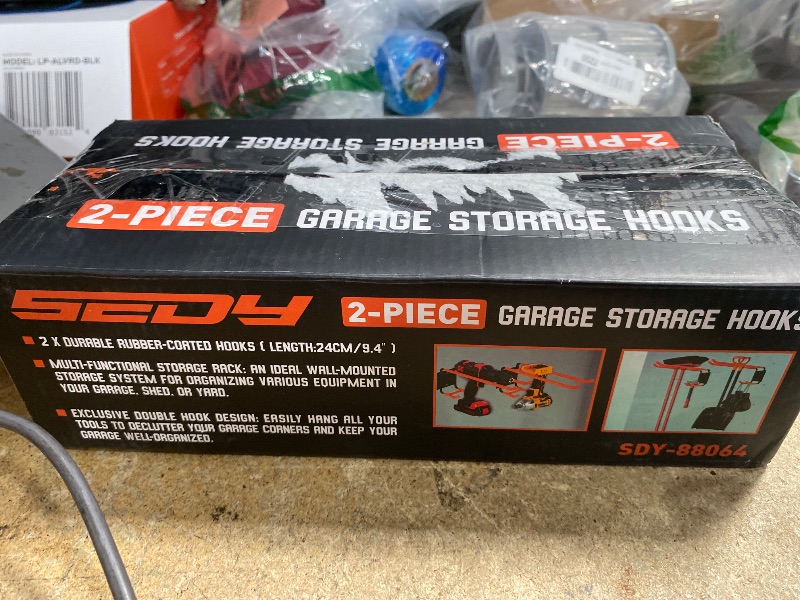 MODEL: LP-ALVRD-BLK
2-PIECE GARAGE STORAGE HOOKS
2-PIECE GARAGE STORAGE HOOKS
SEDY 2-PIECE GARAGE STORAGE HOOKS
2 X DURABLE RUBBER-COATED HOOKS ( LENGTH:24CM/9.4" )
MULTI-FUNCTIONAL STORAGE RACK: AN IDEAL WALL-MOUNTED
STORAGE SYSTEM FOR ORGANIZING VARIOUS EQUIPMENT IN
YOUR GARAGE, SHED, OR YARD.
EXCLUSIVE DOUBLE HOOK DESIGN: EASILY HANG ALL YOUR
TOOLS TO DECLUTTER YOUR GARAGE CORNERS AND KEEP YOUR
GARAGE WELL-ORGANIZED.
SDY-88064